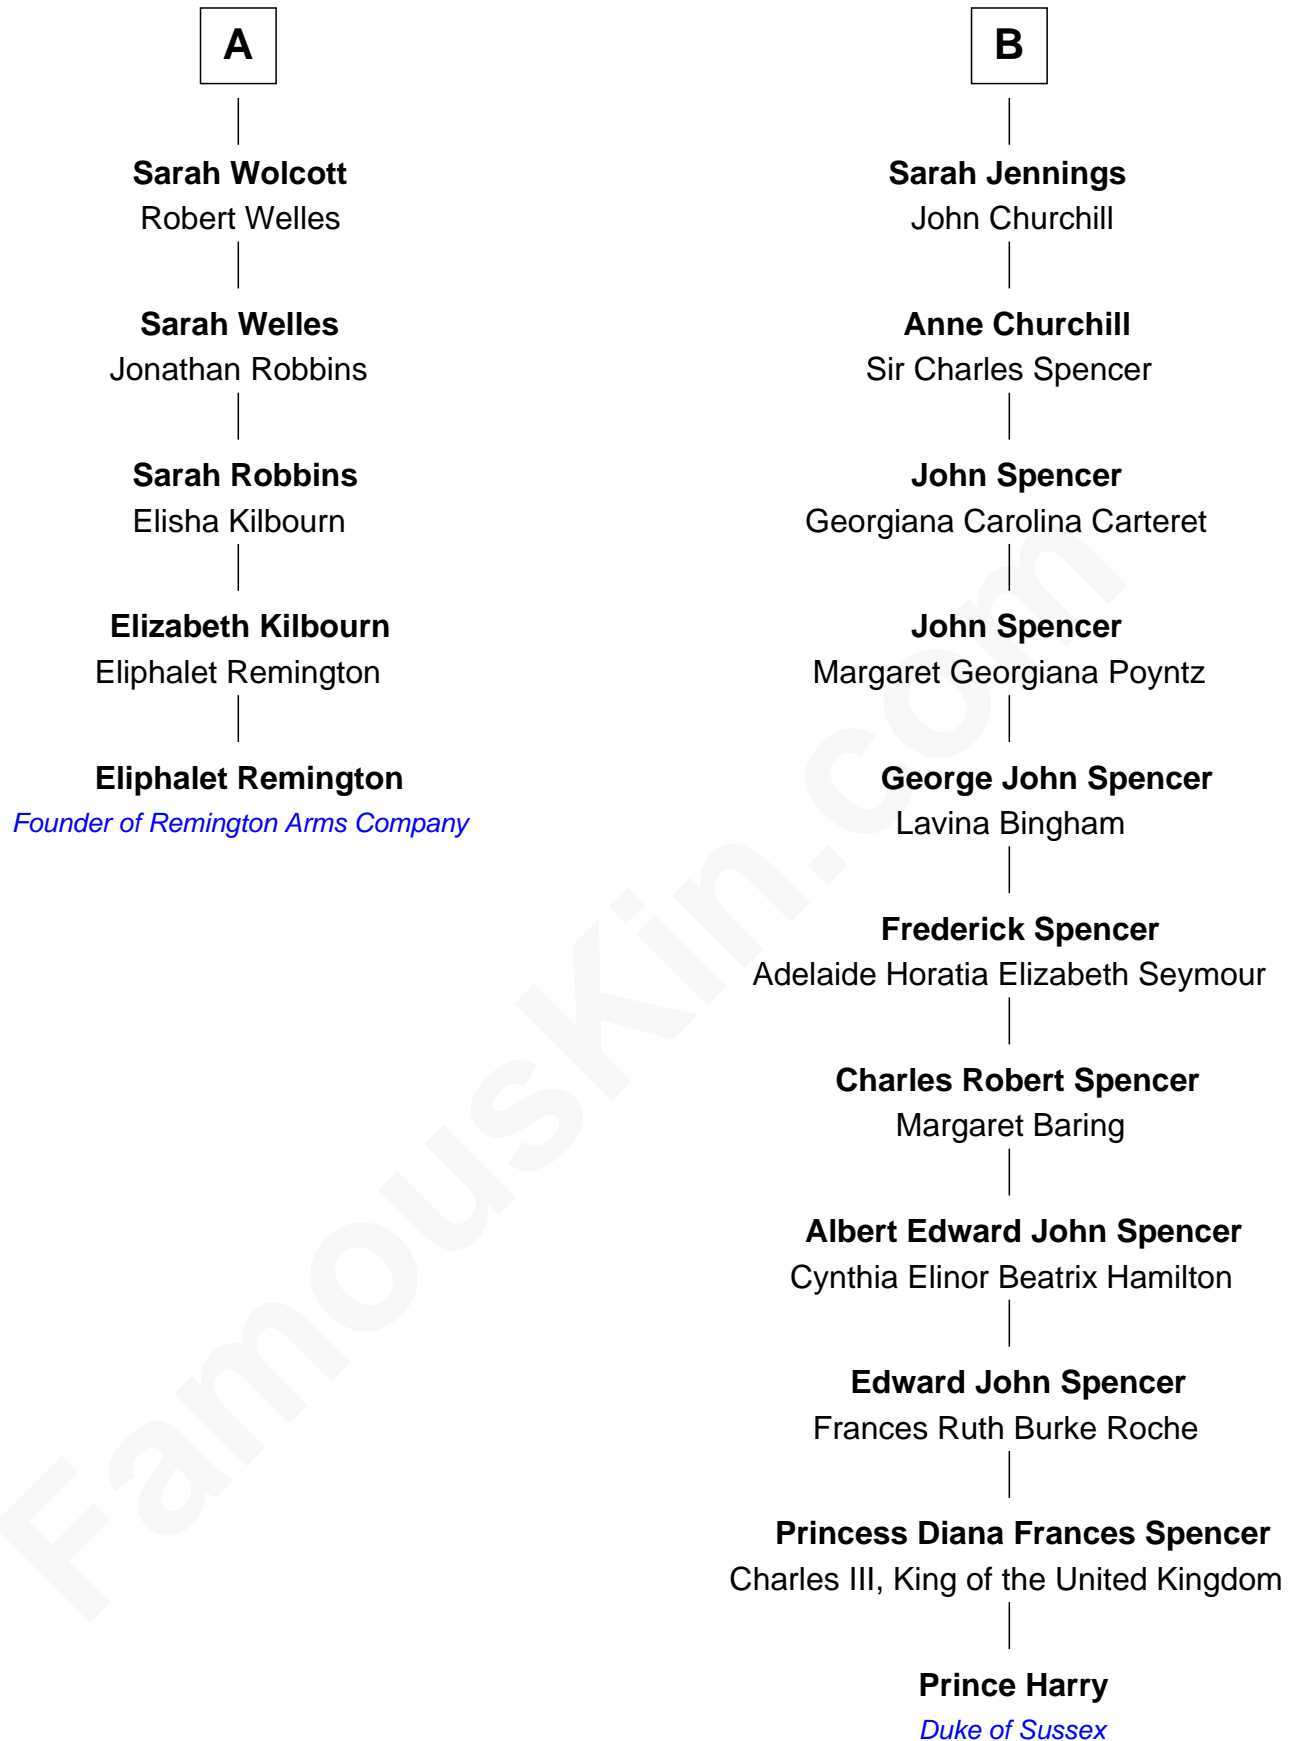 A
Sarah Wolcott
Robert Welles
Sarah Welles
Jonathan Robbins
Sarah Robbins
Elisha Kilbourn
Elizabeth Kilbourn
Eliphalet Remington
Eliphalet Remington
Founder of Remington Arms Company
B
Sarah Jennings
John Churchill
Anne Churchill
Sir Charles Spencer
John Spencer
Georgiana Carolina Carteret
John Spencer
Margaret Georgiana Poyntz
George John Spencer
Lavina Bingham
Frederick Spencer
Adelaide Horatia Elizabeth Seymour
Charles Robert Spencer
Margaret Baring
Albert Edward John Spencer
Cynthia Elinor Beatrix Hamilton
Edward John Spencer
Frances Ruth Burke Roche
Princess Diana Frances Spencer
Charles III, King of the United Kingdom
Prince Harry
Duke of Sussex
FamousKin.com